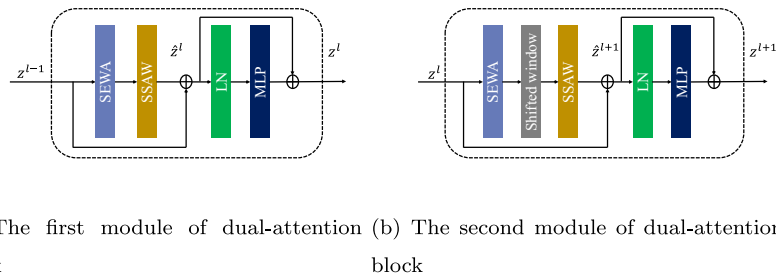 z^{l-1} SEWA SSAW ẑ^l LN MLP z^l
z^l SEWA Shifted window SSAW ẑ^{l+1} LN MLP z^{l+1}
The first module of dual-attention
(b) The second module of dual-attention
block